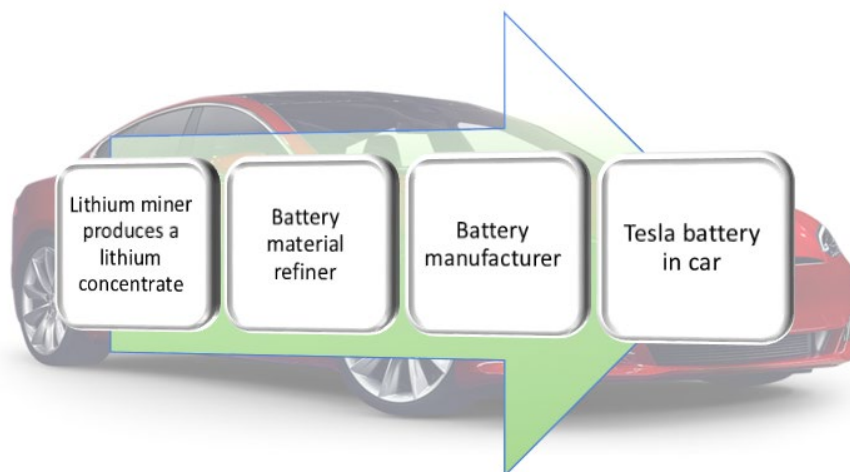 Lithium miner
produces a
lithium
concentrate
Battery
material
refiner
Battery
manufacturer
Tesla battery
in car